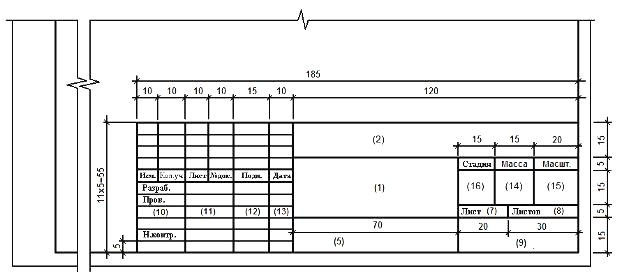 185
10 10 10 10 15 10 120
(2)
15 15 20 15
Стадия Масса Масшт. 5
11x5=55
Изм. Кол.уч Лист №док. Подп. Дата
(1) (16) (14) (15) 15
Разраб.
Пров.
(10) (11) (12) (13) Лист (7) Листов (8) 5
70 20 30 15
Н.контр.
5 (5) (9)